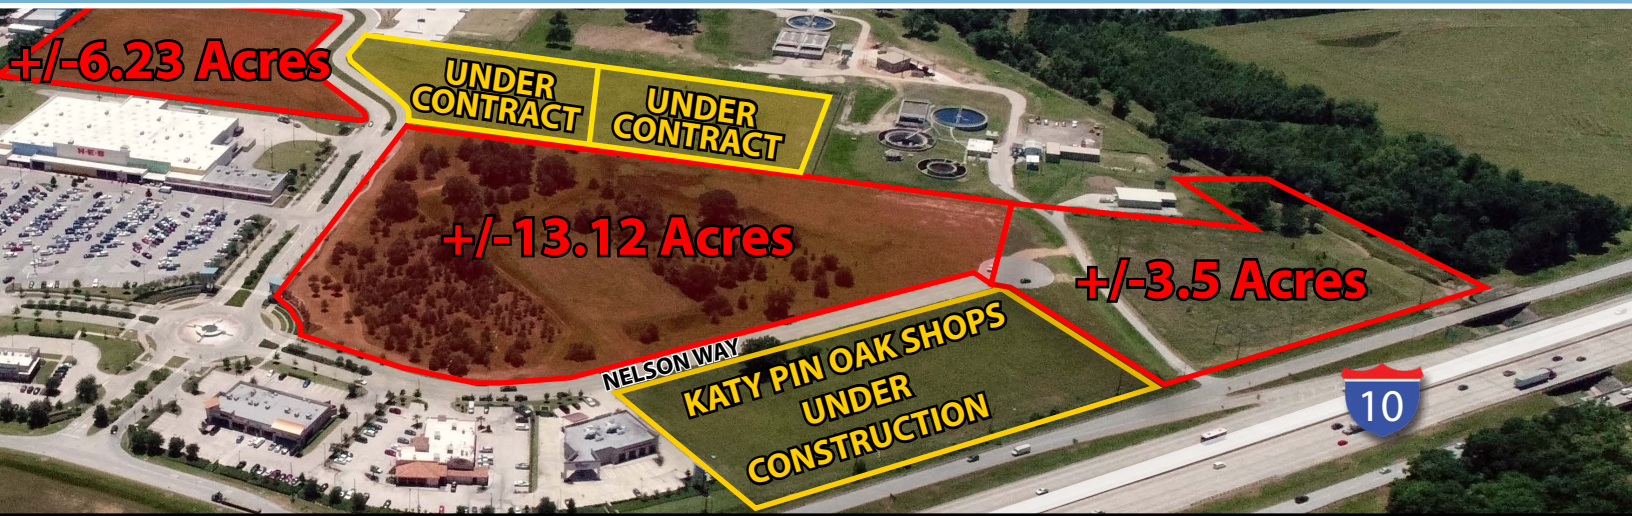 +/-6.23 Acres
UNDER
CONTRACT
UNDER
CONTRACT
H-E-B
+/-13.12 Acres
+/-3.5 Acres
NELSON WAY
KATY PIN OAK SHOPS
UNDER
CONSTRUCTION
10